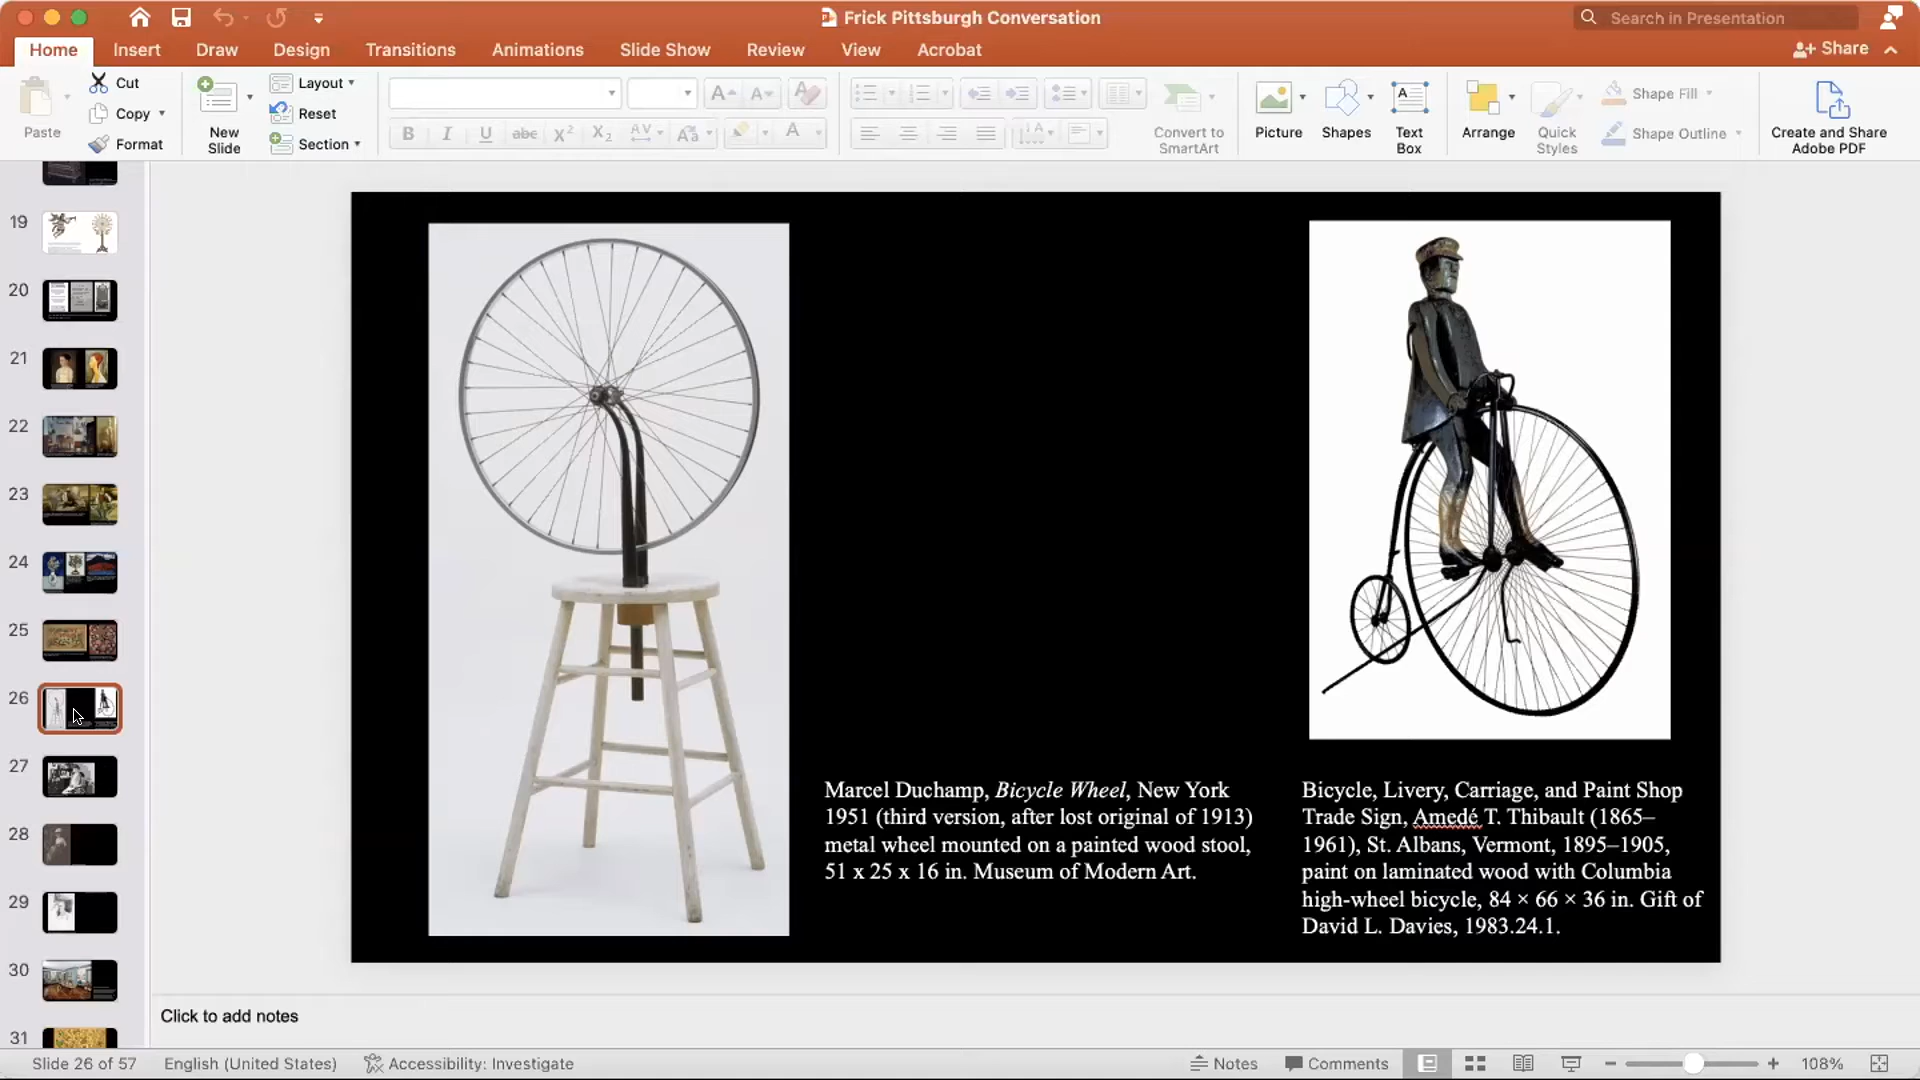 Frick Pittsburgh Conversation
Search in Presentation
Home Insert Draw Design Transitions Animations Slide Show Review View Acrobat Share
Cut
Copy
Paste
Format
New
Slide
Layout
Reset
Section
B I U abc X² X₂ AV Aa A
Convert to
SmartArt
Picture
Shapes
Text
Box
Arrange
Quick
Styles
Shape Fill
Shape Outline
Create and Share
Adobe PDF
19
20
21
22
23
24
25
26
27
28
29
30
31
Marcel Duchamp, Bicycle Wheel, New York
1951 (third version, after lost original of 1913)
metal wheel mounted on a painted wood stool,
51 x 25 x 16 in. Museum of Modern Art.
Bicycle, Livery, Carriage, and Paint Shop
Trade Sign, Amedé T. Thibault (1865–
1961), St. Albans, Vermont, 1895–1905,
paint on laminated wood with Columbia
high-wheel bicycle, 84 × 66 × 36 in. Gift of
David L. Davies, 1983.24.1.
Click to add notes
Slide 26 of 57 English (United States) Accessibility: Investigate Notes Comments 108%